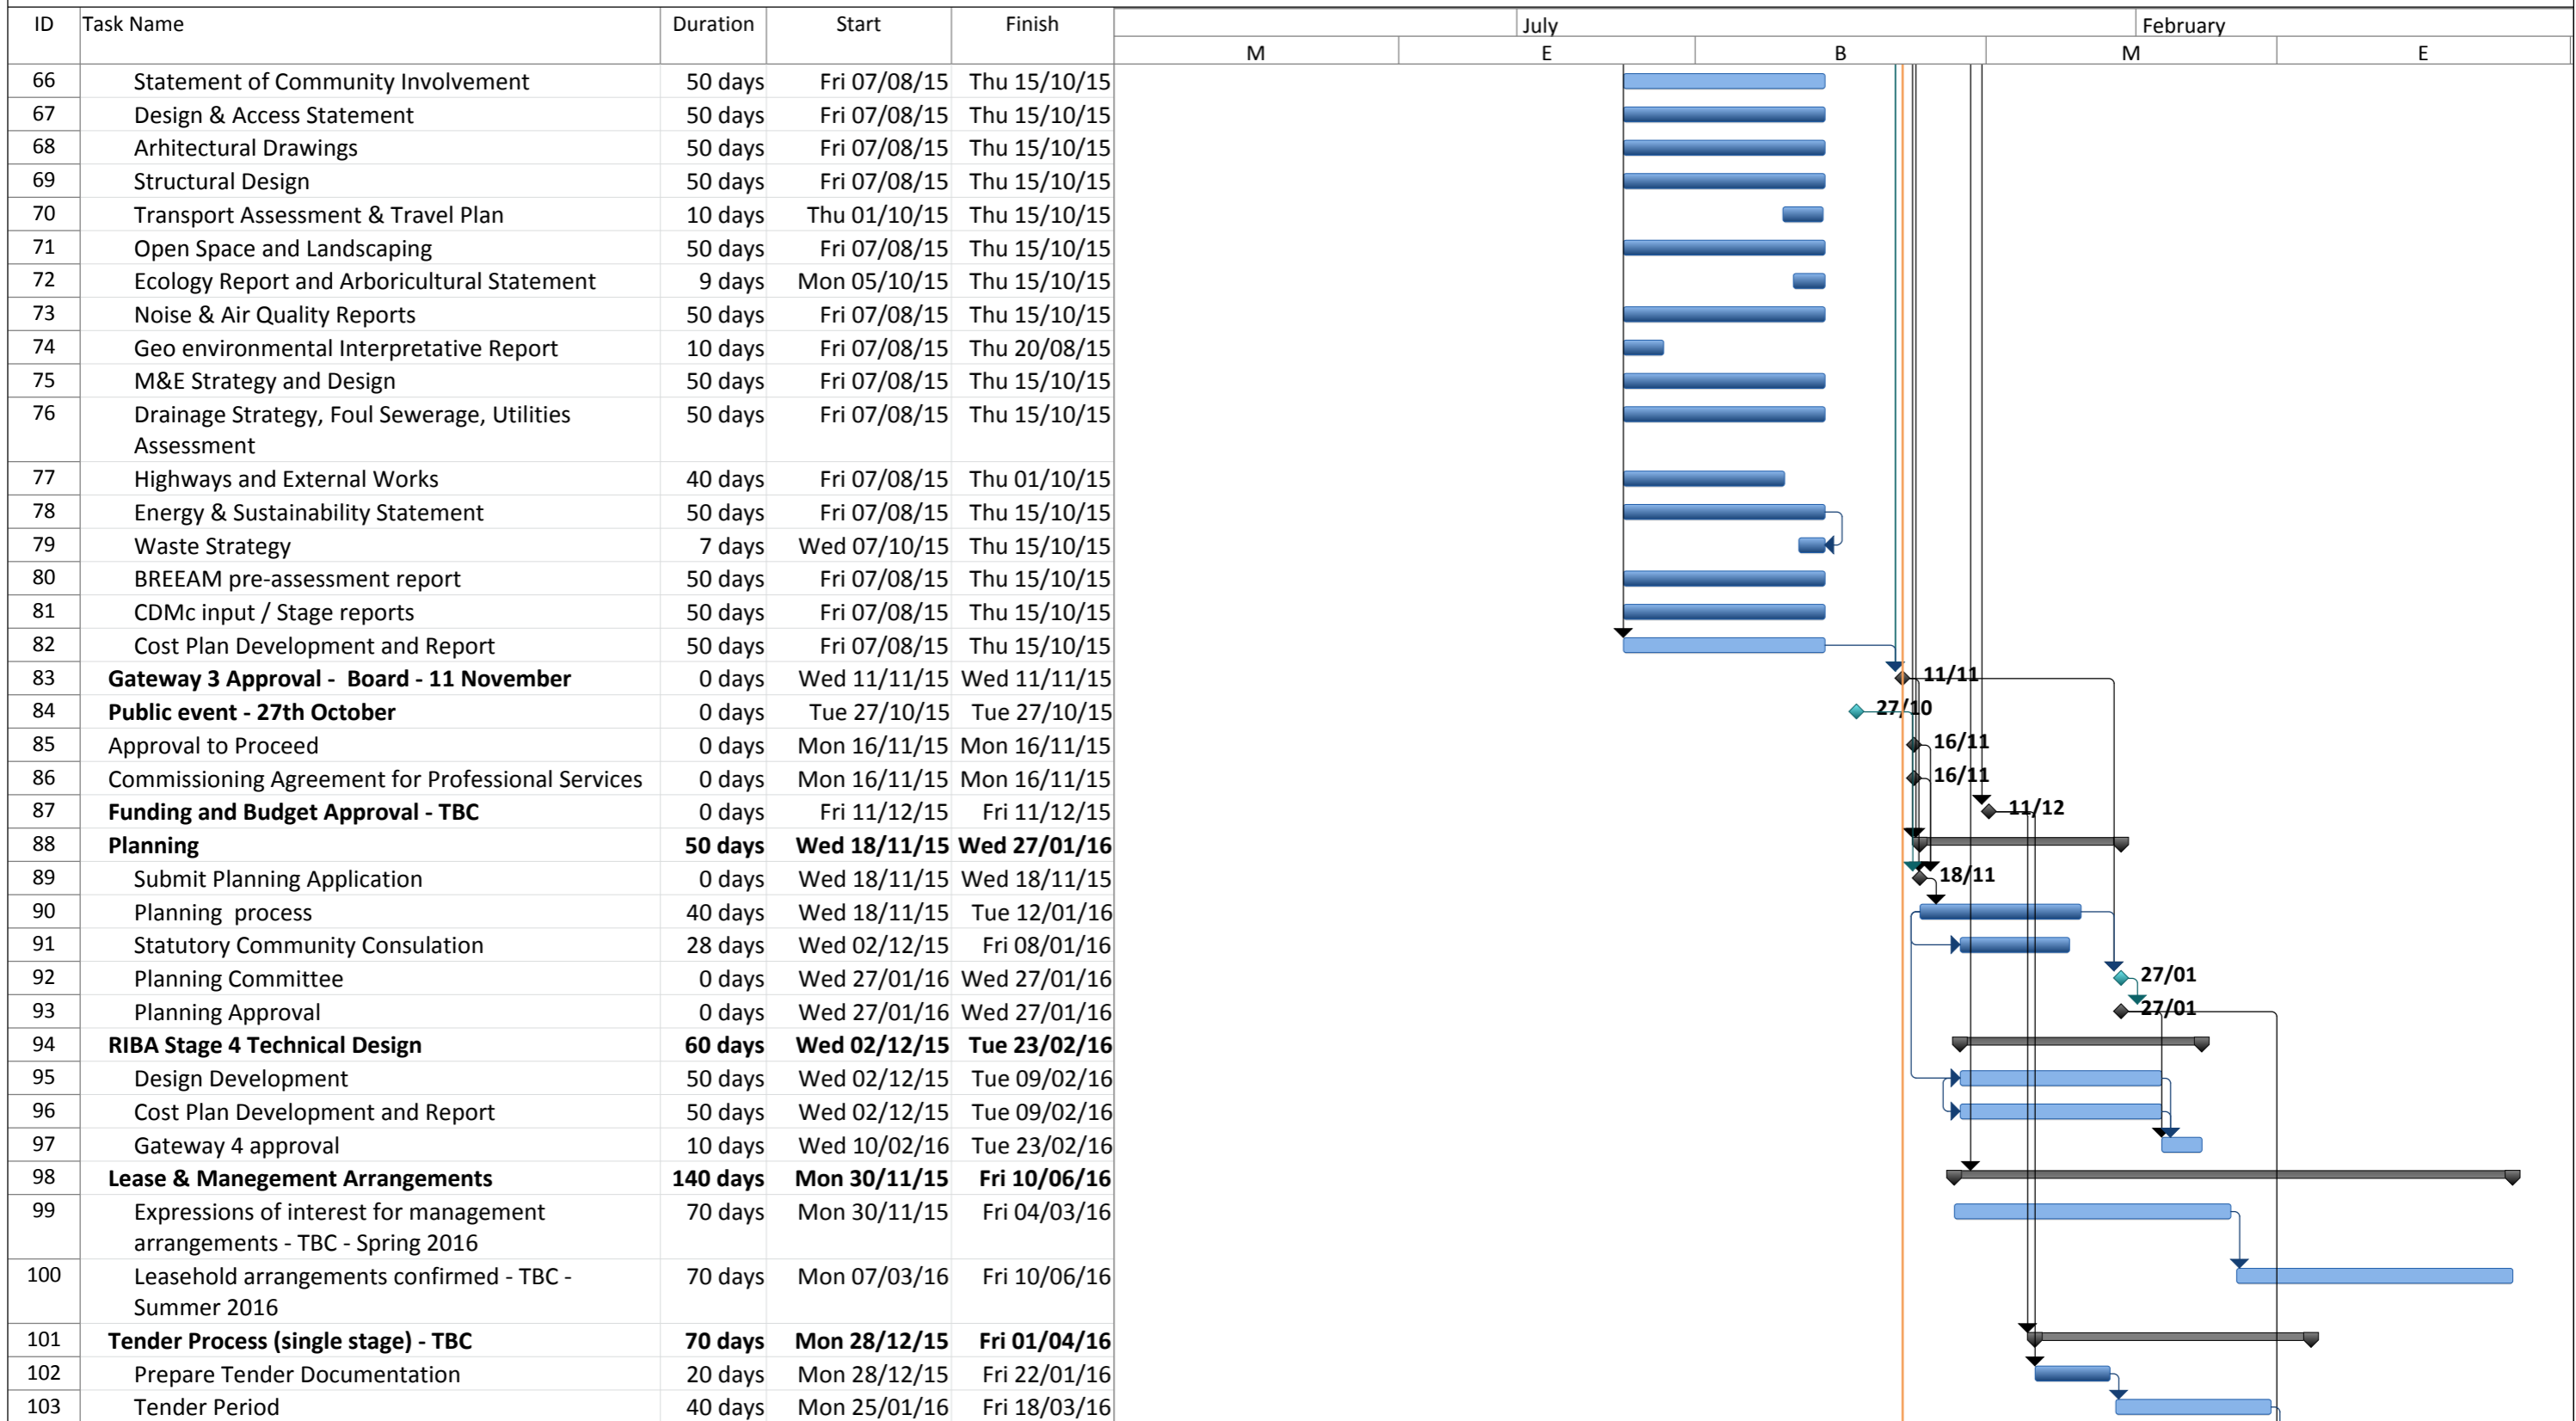 ID Task Name Duration Start Finish July February
M E B M E
66 Statement of Community Involvement 50 days Fri 07/08/15 Thu 15/10/15
67 Design & Access Statement 50 days Fri 07/08/15 Thu 15/10/15
68 Arhitectural Drawings 50 days Fri 07/08/15 Thu 15/10/15
69 Structural Design 50 days Fri 07/08/15 Thu 15/10/15
70 Transport Assessment & Travel Plan 10 days Thu 01/10/15 Thu 15/10/15
71 Open Space and Landscaping 50 days Fri 07/08/15 Thu 15/10/15
72 Ecology Report and Arboricultural Statement 9 days Mon 05/10/15 Thu 15/10/15
73 Noise & Air Quality Reports 50 days Fri 07/08/15 Thu 15/10/15
74 Geo environmental Interpretative Report 10 days Fri 07/08/15 Thu 20/08/15
75 M&E Strategy and Design 50 days Fri 07/08/15 Thu 15/10/15
76 Drainage Strategy, Foul Sewerage, Utilities 50 days Fri 07/08/15 Thu 15/10/15
Assessment
77 Highways and External Works 40 days Fri 07/08/15 Thu 01/10/15
78 Energy & Sustainability Statement 50 days Fri 07/08/15 Thu 15/10/15
79 Waste Strategy 7 days Wed 07/10/15 Thu 15/10/15
80 BREEAM pre-assessment report 50 days Fri 07/08/15 Thu 15/10/15
81 CDMc input / Stage reports 50 days Fri 07/08/15 Thu 15/10/15
82 Cost Plan Development and Report 50 days Fri 07/08/15 Thu 15/10/15
83 Gateway 3 Approval - Board - 11 November 0 days Wed 11/11/15 Wed 11/11/15 11/11
84 Public event - 27th October 0 days Tue 27/10/15 Tue 27/10/15 27/10
85 Approval to Proceed 0 days Mon 16/11/15 Mon 16/11/15 16/11
86 Commissioning Agreement for Professional Services 0 days Mon 16/11/15 Mon 16/11/15 16/11
87 Funding and Budget Approval - TBC 0 days Fri 11/12/15 Fri 11/12/15 11/12
88 Planning 50 days Wed 18/11/15 Wed 27/01/16
89 Submit Planning Application 0 days Wed 18/11/15 Wed 18/11/15 18/11
90 Planning process 40 days Wed 18/11/15 Tue 12/01/16
91 Statutory Community Consulation 28 days Wed 02/12/15 Fri 08/01/16
92 Planning Committee 0 days Wed 27/01/16 Wed 27/01/16 27/01
93 Planning Approval 0 days Wed 27/01/16 Wed 27/01/16 27/01
94 RIBA Stage 4 Technical Design 60 days Wed 02/12/15 Tue 23/02/16
95 Design Development 50 days Wed 02/12/15 Tue 09/02/16
96 Cost Plan Development and Report 50 days Wed 02/12/15 Tue 09/02/16
97 Gateway 4 approval 10 days Wed 10/02/16 Tue 23/02/16
98 Lease & Manegement Arrangements 140 days Mon 30/11/15 Fri 10/06/16
99 Expressions of interest for management 70 days Mon 30/11/15 Fri 04/03/16
arrangements - TBC - Spring 2016
100 Leasehold arrangements confirmed - TBC - 70 days Mon 07/03/16 Fri 10/06/16
Summer 2016
101 Tender Process (single stage) - TBC 70 days Mon 28/12/15 Fri 01/04/16
102 Prepare Tender Documentation 20 days Mon 28/12/15 Fri 22/01/16
103 Tender Period 40 days Mon 25/01/16 Fri 18/03/16